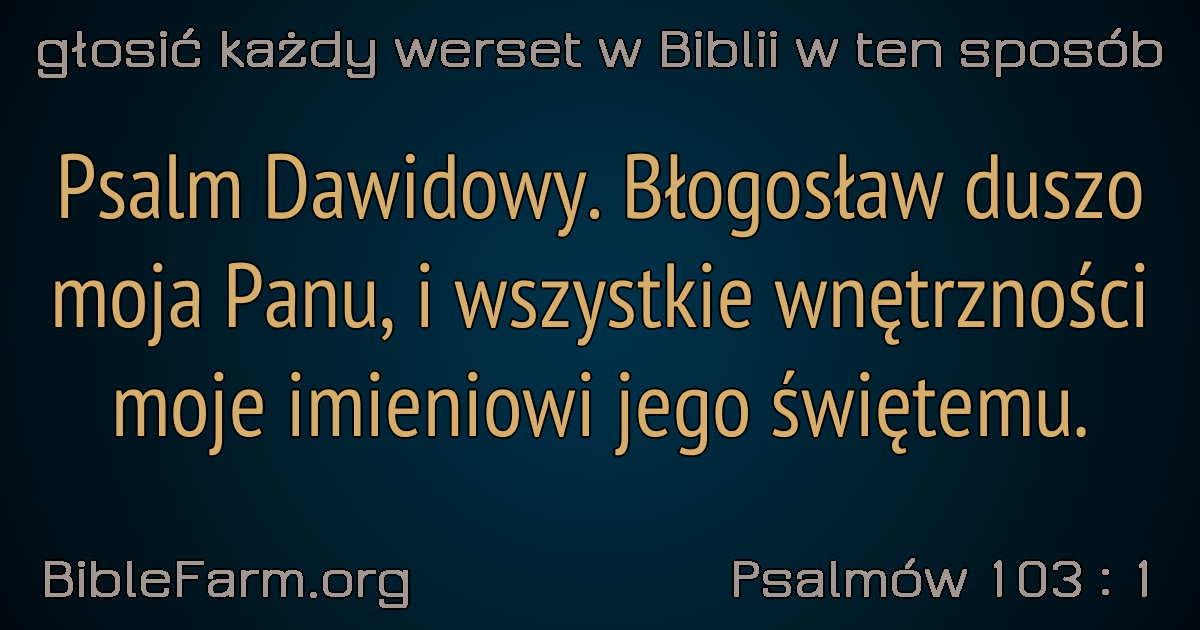 głosić każdy werset w Biblii w ten sposób
Psalm Dawidowy. Błogosław duszo
moja Panu, i wszystkie wnętrzności
moje imieniowi jego świętemu.
BibleFarm.org
Psalmów 103 : 1